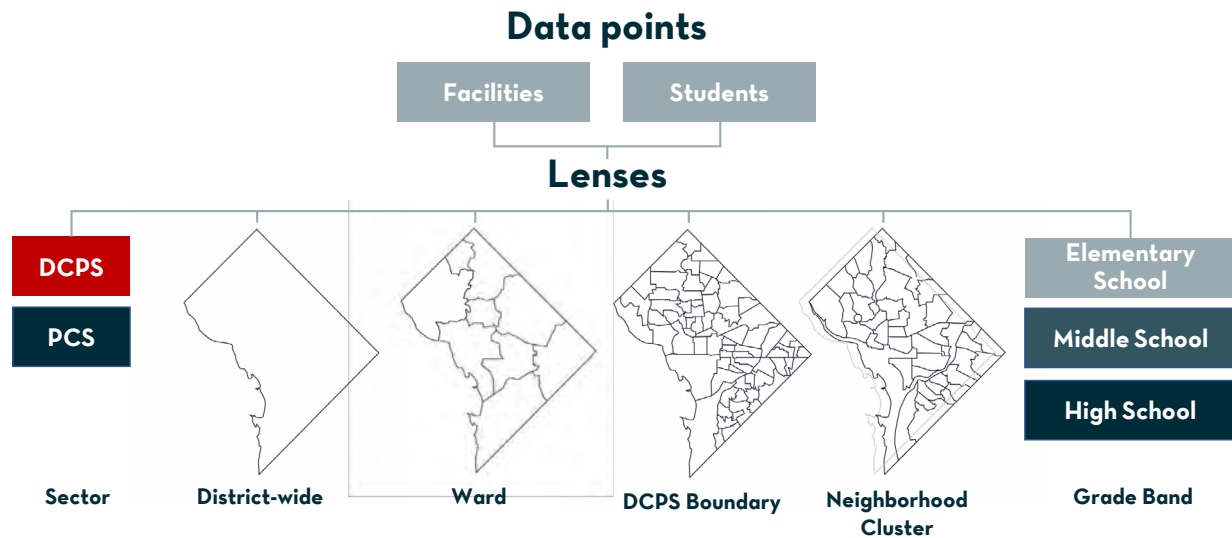 Data points
Facilities
Students
Lenses
DCPS
PCS
Elementary
School
Middle School
High School
Sector
District-wide
Ward
DCPS Boundary
Neighborhood
Cluster
Grade Band